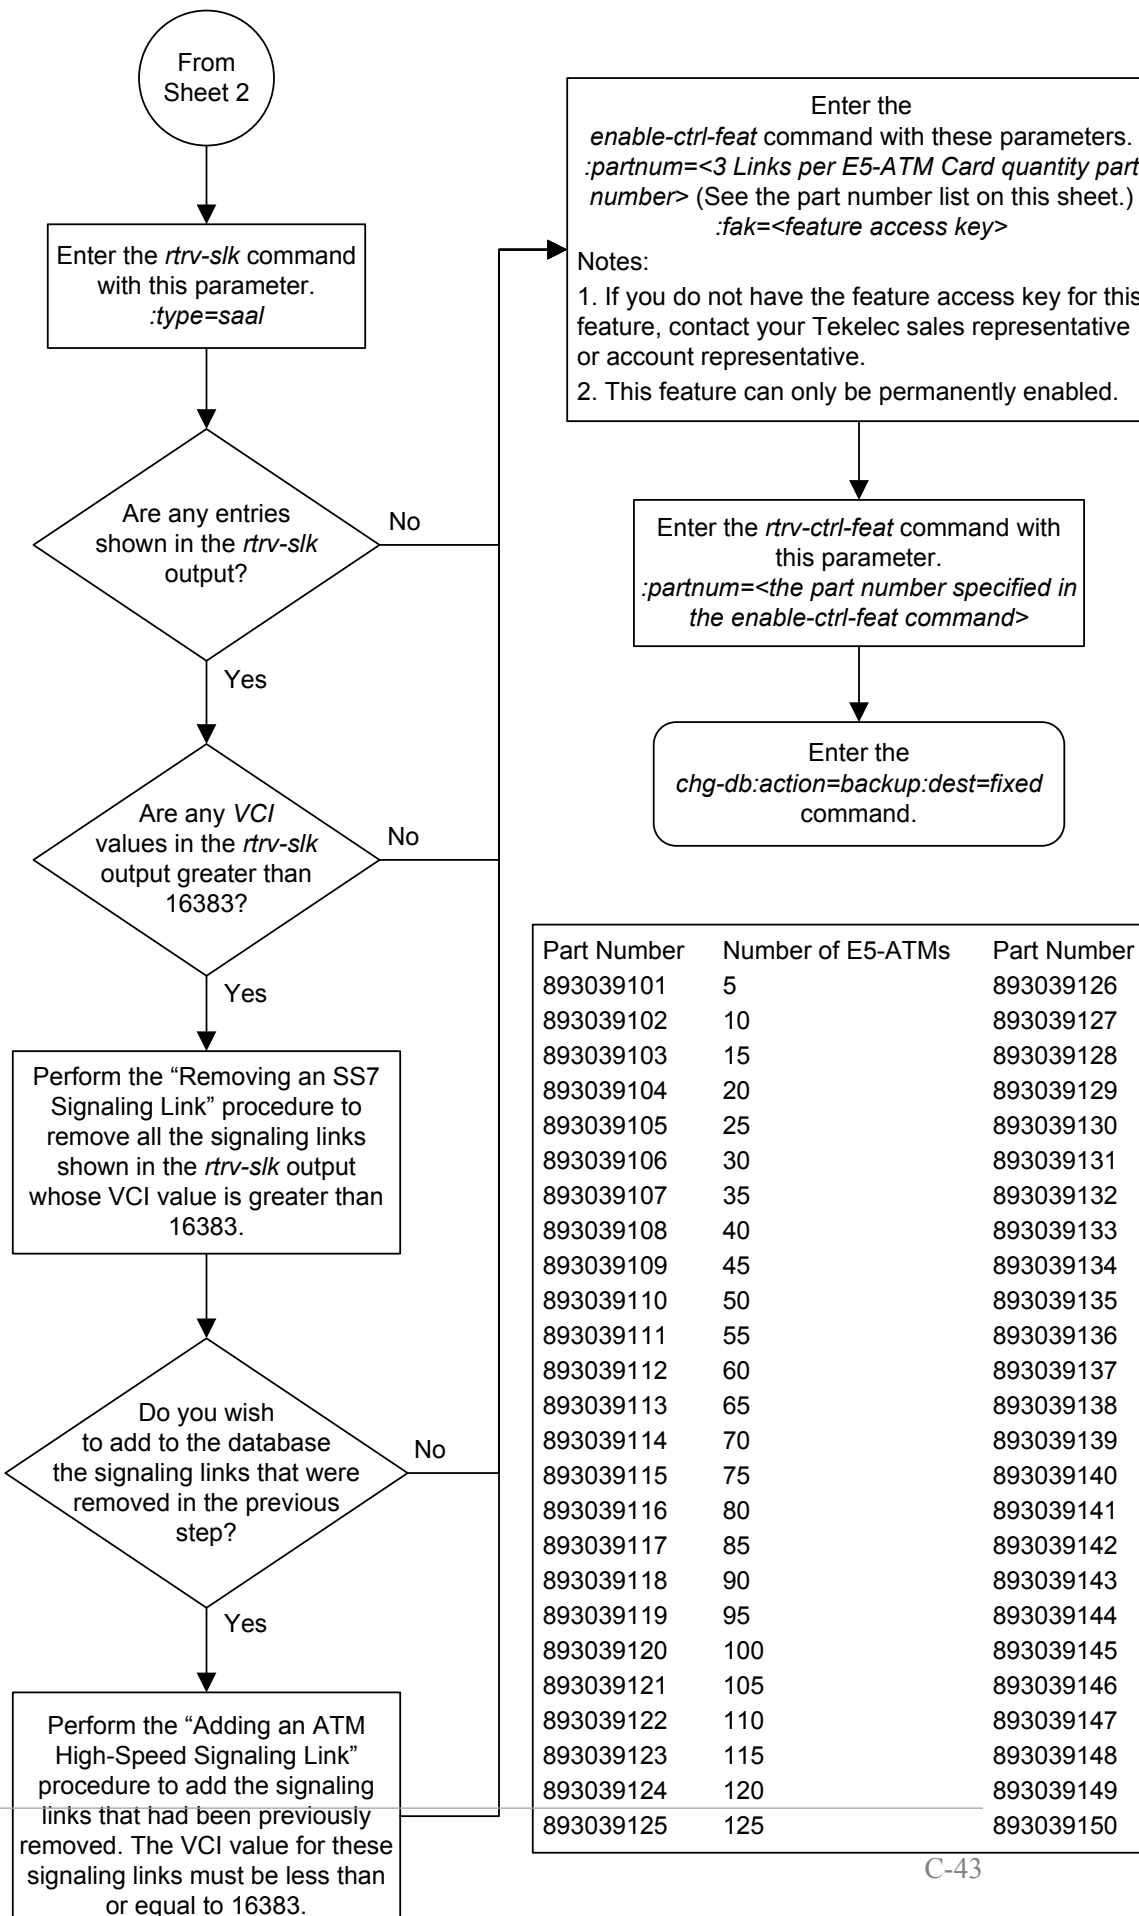 From
Sheet 2
Enter the rtrv-slk command
with this parameter.
:type=saal
Are any entries
shown in the rtrv-slk
output?
No
Yes
Are any VCI
values in the rtrv-slk
output greater than
16383?
No
Yes
Perform the “Removing an SS7
Signaling Link” procedure to
remove all the signaling links
shown in the rtrv-slk output
whose VCI value is greater than
16383.
Do you wish
to add to the database
the signaling links that were
removed in the previous
step?
No
Yes
Perform the “Adding an ATM
High-Speed Signaling Link”
procedure to add the signaling
links that had been previously
removed. The VCI value for these
signaling links must be less than
or equal to 16383.
Enter the
enable-ctrl-feat command with these parameters.
:partnum=<3 Links per E5-ATM Card quantity part
number> (See the part number list on this sheet.)
:fak=<feature access key>
Notes:
1. If you do not have the feature access key for this
feature, contact your Tekelec sales representative
or account representative.
2. This feature can only be permanently enabled.
Enter the rtrv-ctrl-feat command with
this parameter.
:partnum=<the part number specified in
the enable-ctrl-feat command>
Enter the
chg-db:action=backup:dest=fixed
command.
Part Number Number of E5-ATMs Part Number
893039101 5 893039126
893039102 10 893039127
893039103 15 893039128
893039104 20 893039129
893039105 25 893039130
893039106 30 893039131
893039107 35 893039132
893039108 40 893039133
893039109 45 893039134
893039110 50 893039135
893039111 55 893039136
893039112 60 893039137
893039113 65 893039138
893039114 70 893039139
893039115 75 893039140
893039116 80 893039141
893039117 85 893039142
893039118 90 893039143
893039119 95 893039144
893039120 100 893039145
893039121 105 893039146
893039122 110 893039147
893039123 115 893039148
893039124 120 893039149
893039125 125 893039150
C-43